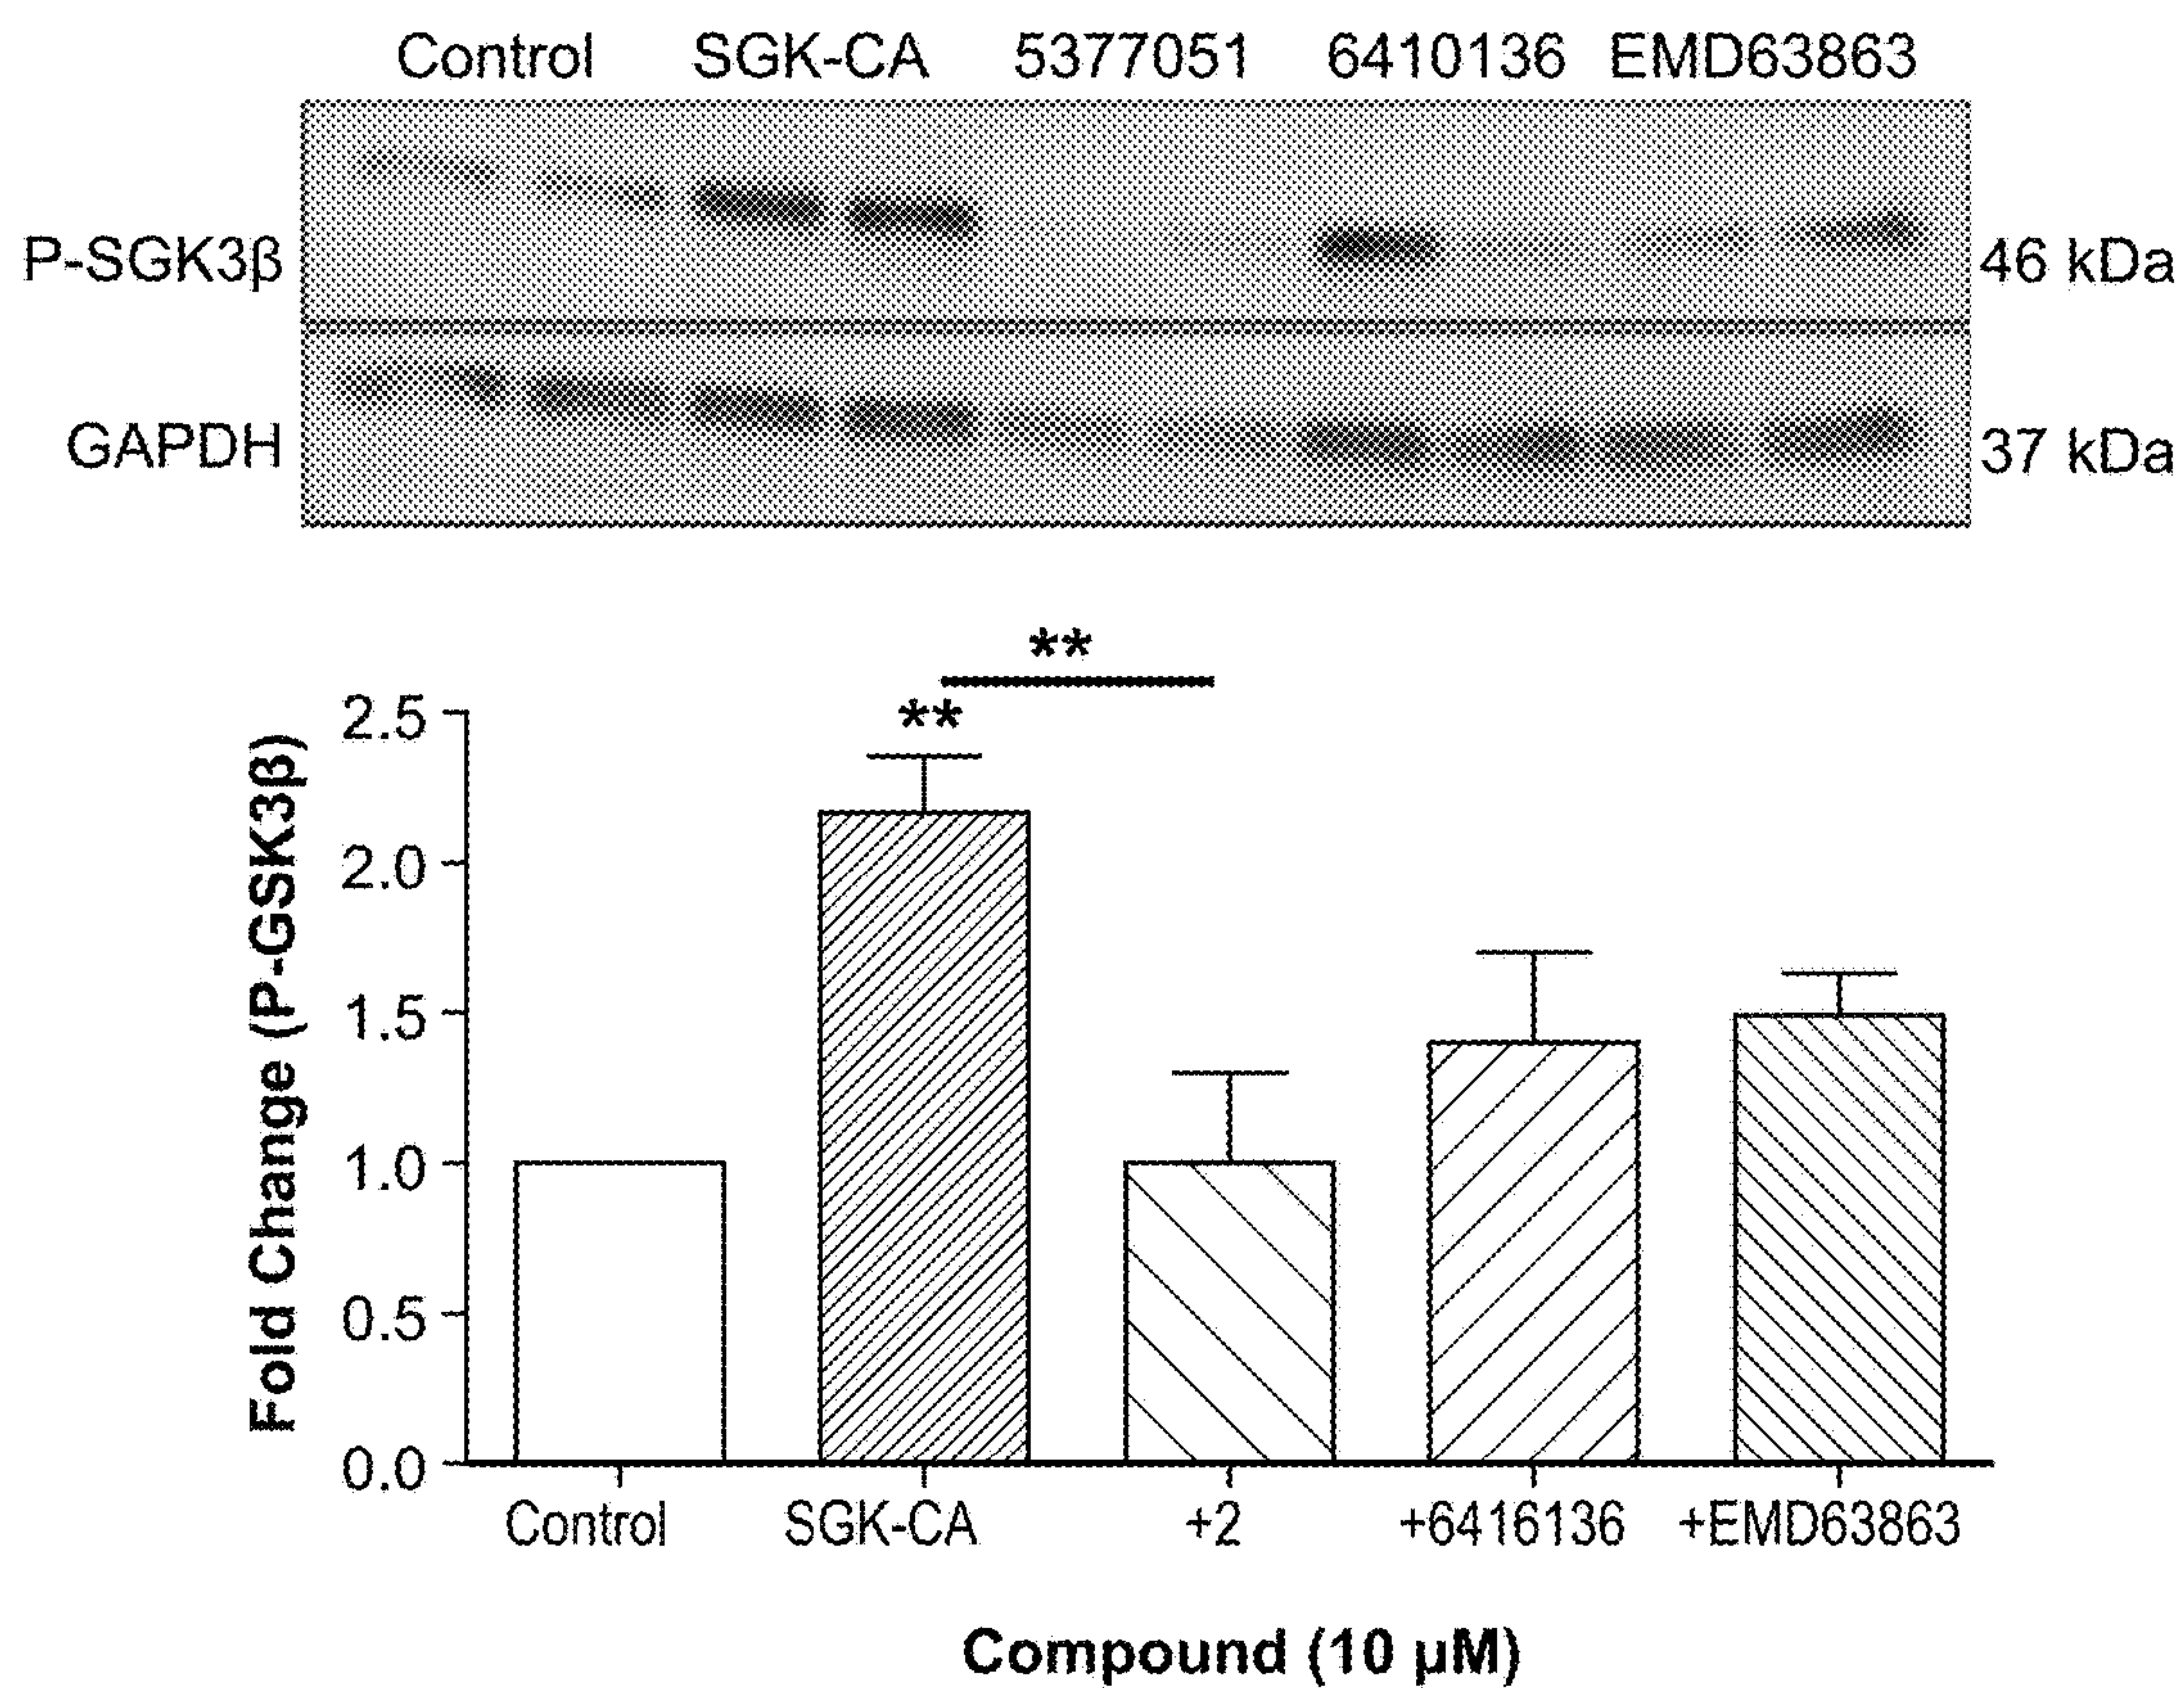 Control SGK-CA 5377051 6410136 EMD63863
P-SGK3β 46 kDa
GAPDH 37 kDa
**
**
Fold Change (P-GSK3β)
2.5
2.0
1.5
1.0
0.5
0.0
Control SGK-CA +2 +6416136 +EMD63863
Compound (10 µM)